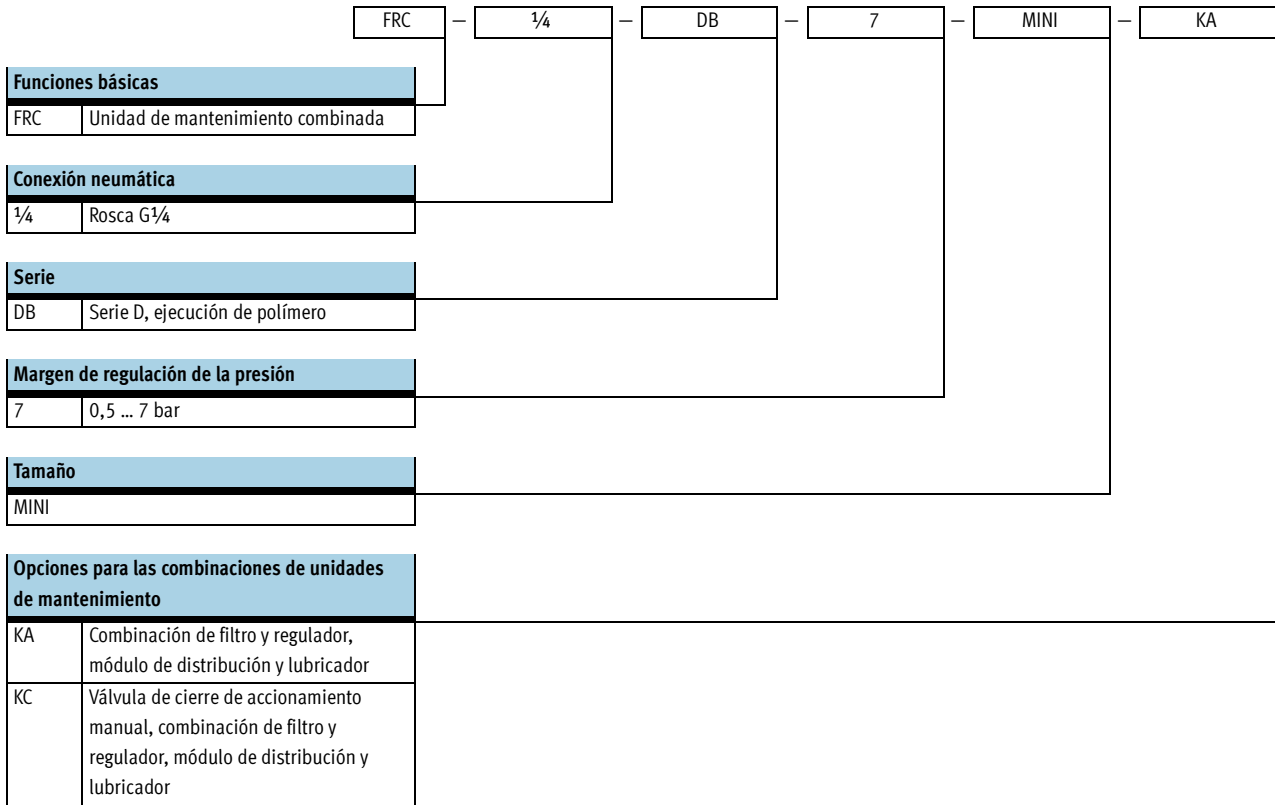 FRC – ¼ – DB – 7 – MINI – KA
Funciones básicas
FRC Unidad de mantenimiento combinada
Conexión neumática
¼ Rosca G¼
Serie
DB Serie D, ejecución de polímero
Margen de regulación de la presión
7 0,5 … 7 bar
Tamaño
MINI
Opciones para las combinaciones de unidades
de mantenimiento
KA Combinación de filtro y regulador,
módulo de distribución y lubricador
KC Válvula de cierre de accionamiento
manual, combinación de filtro y
regulador, módulo de distribución y
lubricador